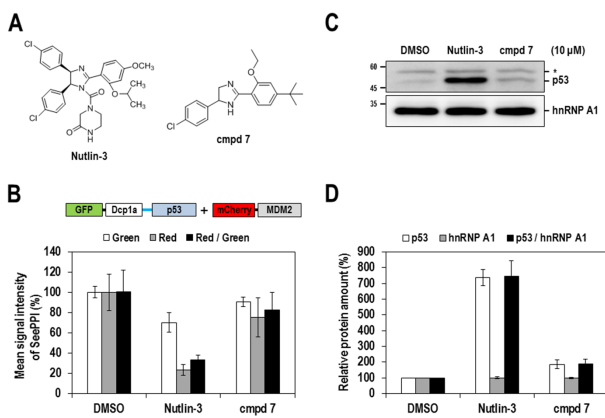 A
Cl
N
OCH₃
N
O
CH₃
CH₃
O
Cl
N
O
N
H
Nutlin-3
O
N
N
H
Cl
cmpd 7
C
DMSO
Nutlin-3
cmpd 7
(10 μM)
60
*
p53
45
35
hnRNP A1
B
GFP
Dcp1a
p53
+
mCherry
MDM2
Green
Red
Red / Green
Mean signal intensity
of SeePPI (%)
140
120
100
80
60
40
20
0
DMSO
Nutlin-3
cmpd 7
D
p53
hnRNP A1
p53 / hnRNP A1
Relative protein amount (%)
900
800
700
600
500
400
300
200
100
0
DMSO
Nutlin-3
cmpd 7